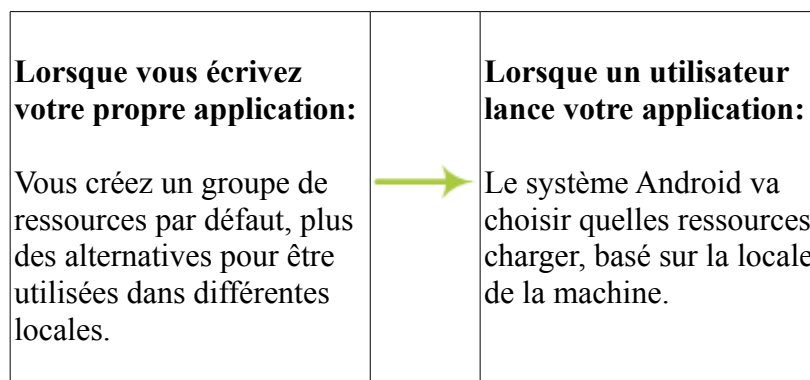 Lorsque vous écrivez
votre propre application:
Vous créez un groupe de
ressources par défaut, plus
des alternatives pour être
utilisées dans différentes
locales.
Lorsque un utilisateur
lance votre application:
Le système Android va
choisir quelles ressources
charger, basé sur la locale
de la machine.